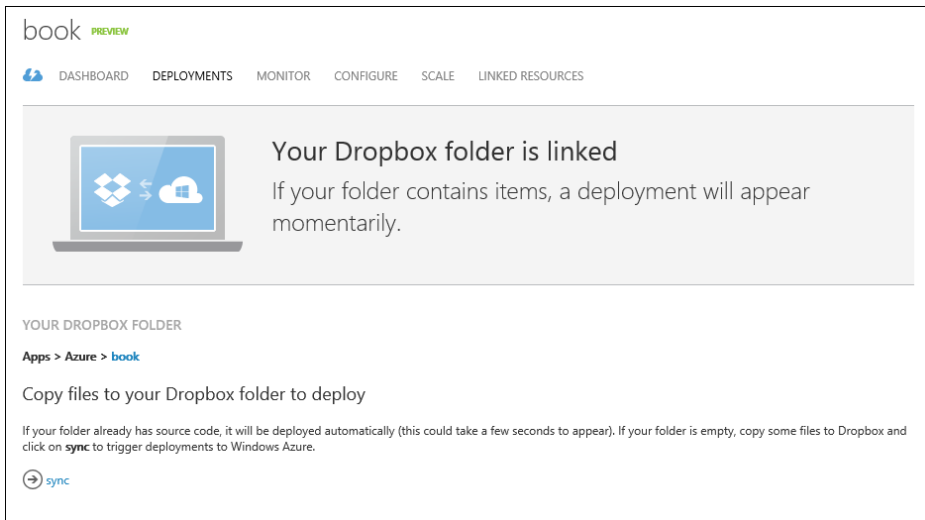 book PREVIEW
DASHBOARD DEPLOYMENTS MONITOR CONFIGURE SCALE LINKED RESOURCES
Your Dropbox folder is linked
If your folder contains items, a deployment will appear
momentarily.
YOUR DROPBOX FOLDER
Apps > Azure > book
Copy files to your Dropbox folder to deploy
If your folder already has source code, it will be deployed automatically (this could take a few seconds to appear). If your folder is empty, copy some files to Dropbox and
click on sync to trigger deployments to Windows Azure.
sync